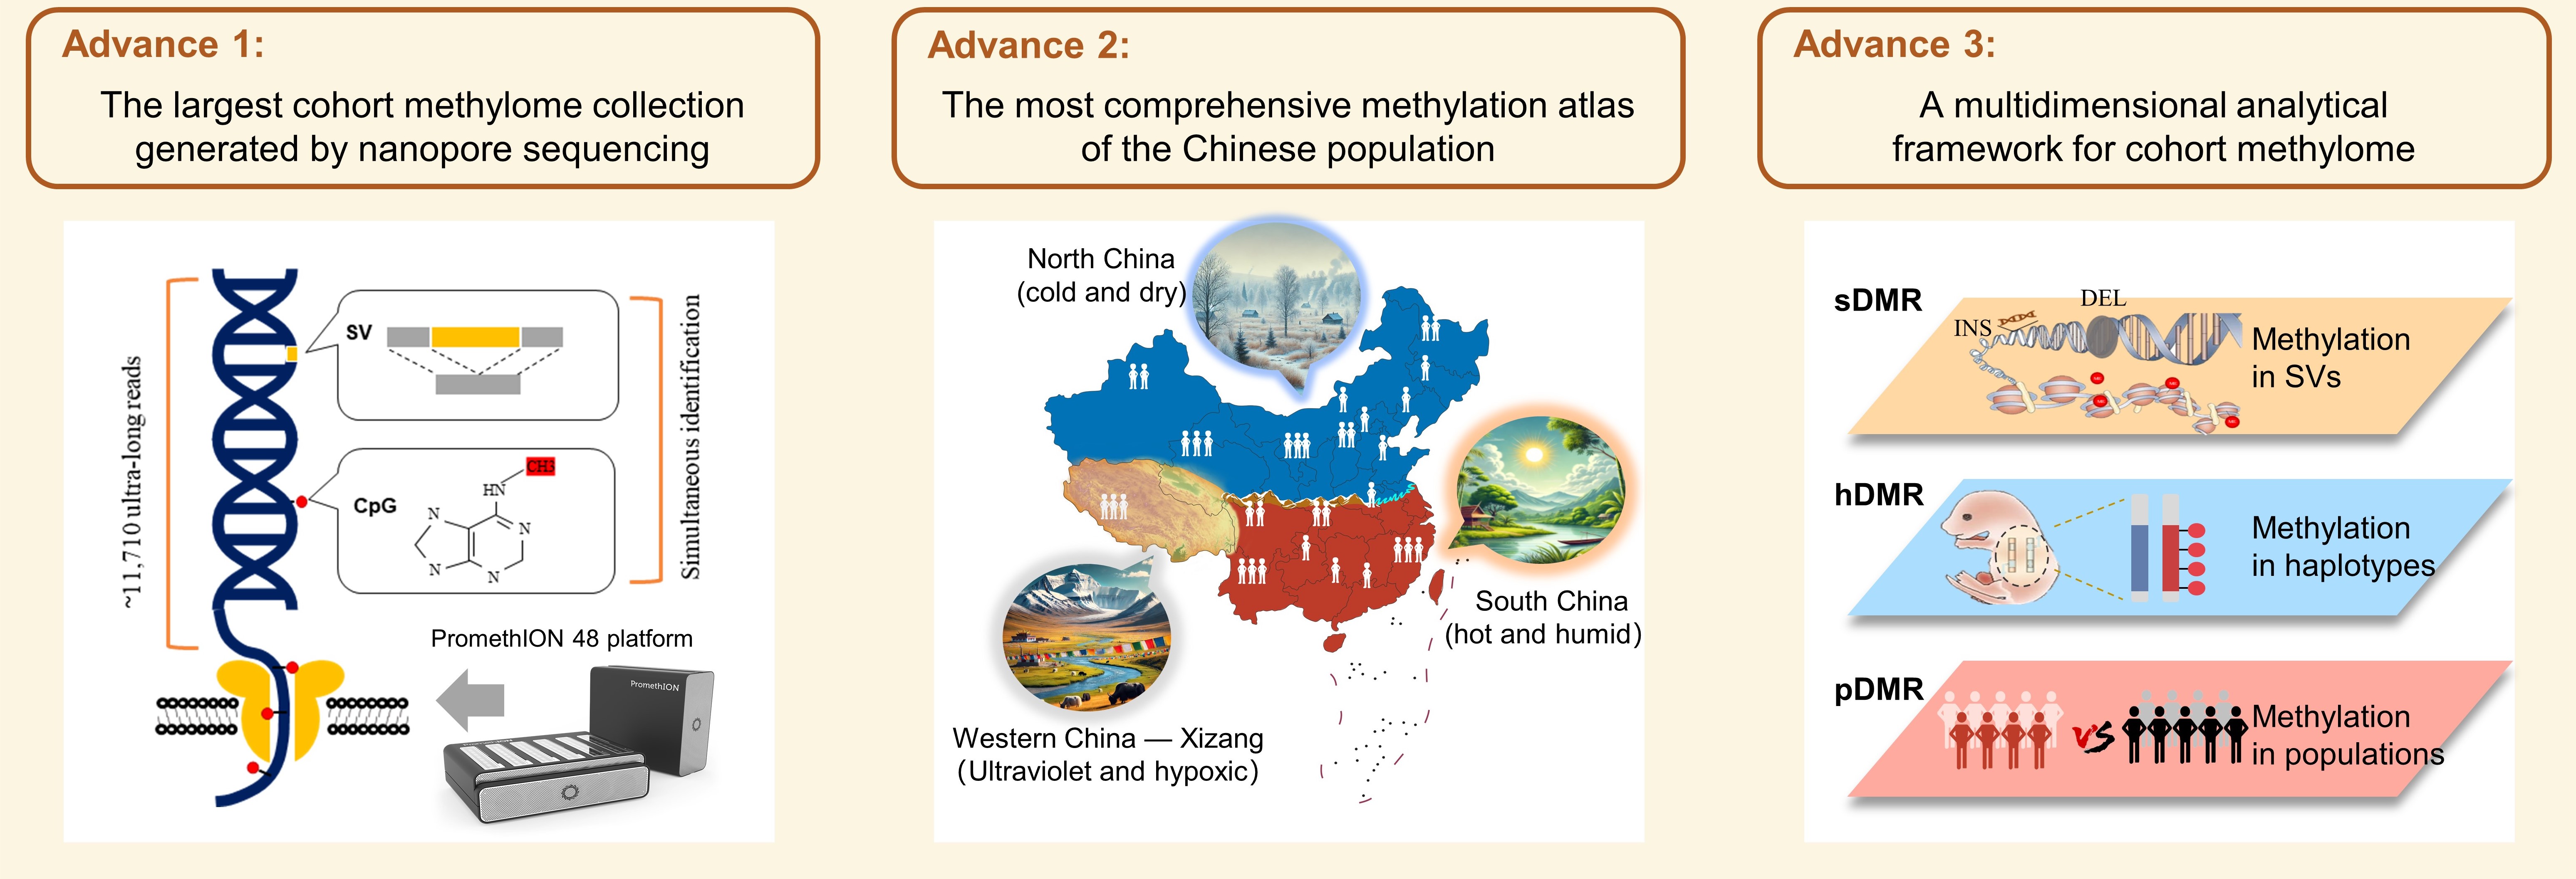 Advance 1:
The largest cohort methylome collection
generated by nanopore sequencing
~11,710 ultra-long reads
SV
CpG
CH3
HN
N
N
N
N
Simultaneous identification
PromethION 48 platform
PromethION
Advance 2:
The most comprehensive methylation atlas
of the Chinese population
North China
(cold and dry)
South China
(hot and humid)
Western China — Xizang
(Ultraviolet and hypoxic)
Advance 3:
A multidimensional analytical
framework for cohort methylome
sDMR
INS
DEL
Methylation
in SVs
hDMR
Methylation
in haplotypes
pDMR
VS
Methylation
in populations